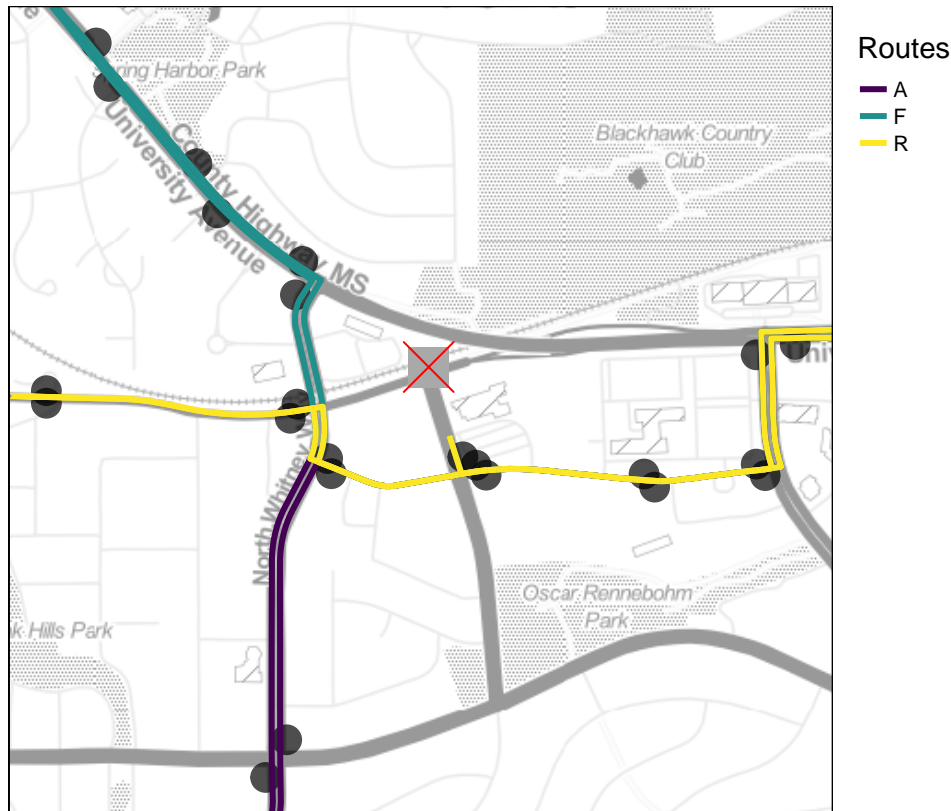 Routes
A
F
R
Spring Harbor Park
County Highway MS
University Avenue
Blackhawk Country
Club
North Whitney Way
Oscar Rennebohm
Park
k Hills Park